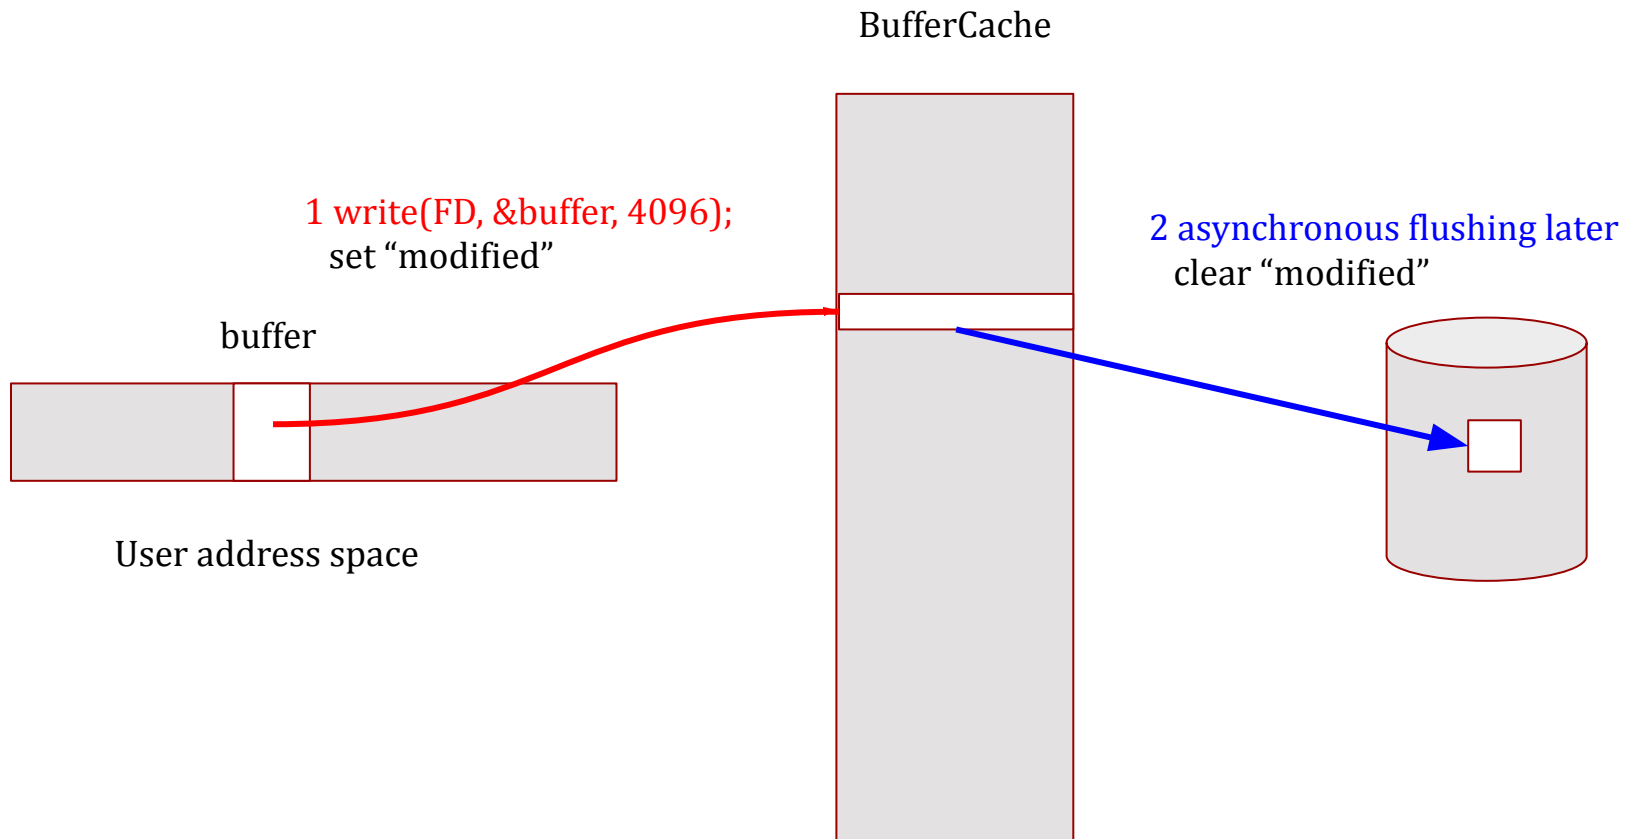 BufferCache
1 write(FD, &buffer, 4096);
set “modified”
2 asynchronous flushing later
clear “modified”
buffer
User address space